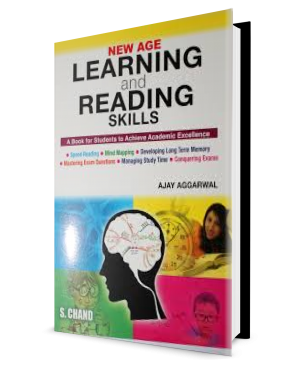 NEW AGE
LEARNING
and
READING
SKILLS
A Book for Students to Achieve Academic Excellence
• Speed Reading • Mind Mapping • Developing Long Term Memory
• Mastering Exam Questions • Managing Study Time • Conquering Exams
AJAY AGGARWAL
S. CHAND